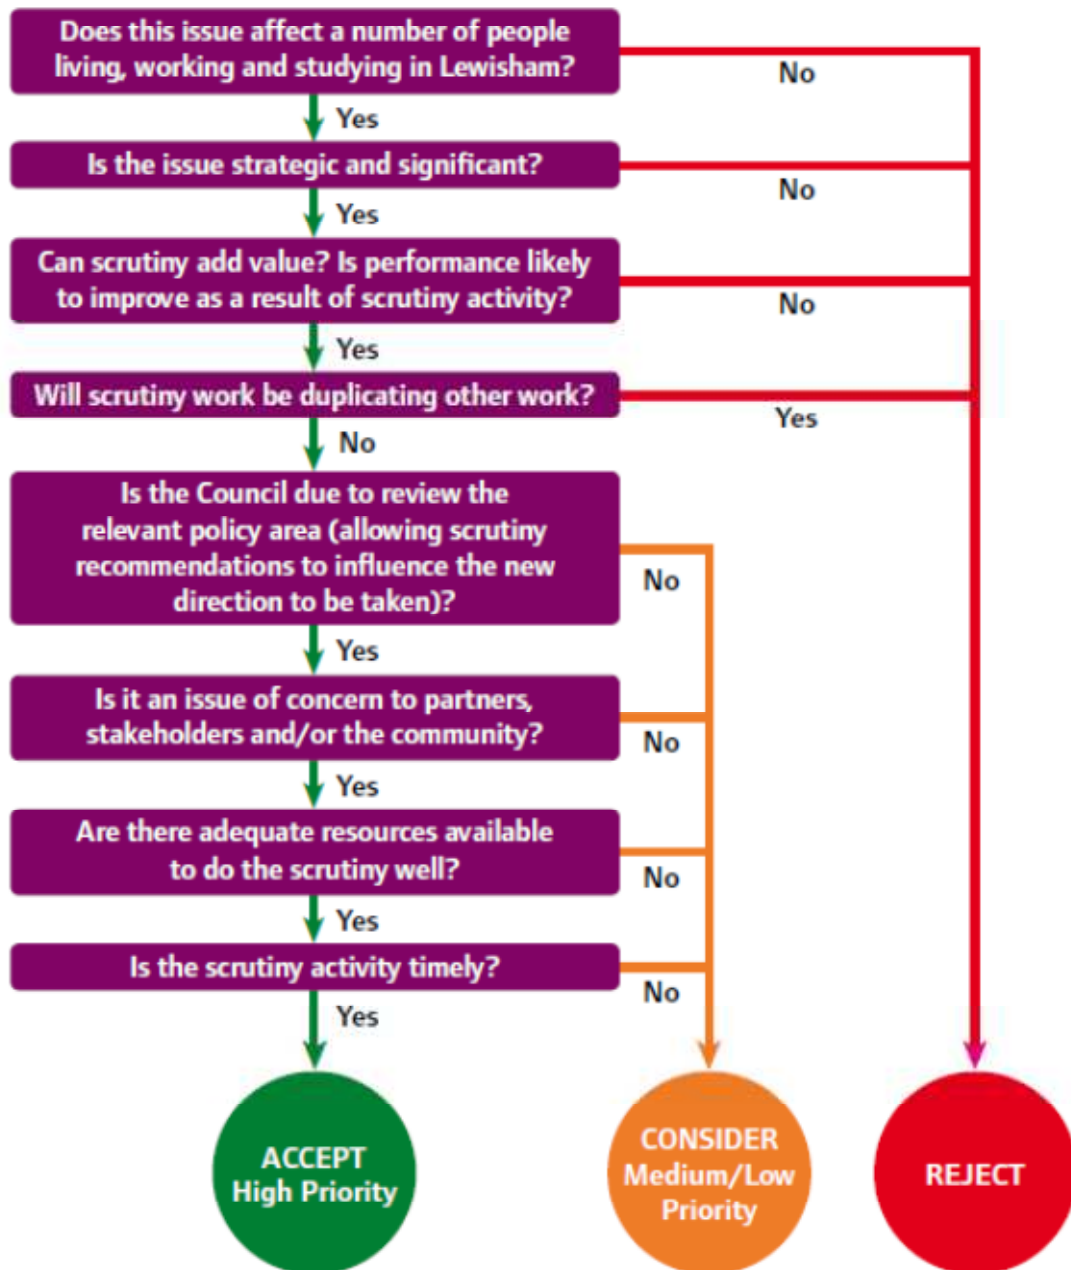 Does this issue affect a number of people
living, working and studying in Lewisham?
No
Yes
Is the issue strategic and significant?
No
Yes
Can scrutiny add value? Is performance likely
to improve as a result of scrutiny activity?
No
Yes
Will scrutiny work be duplicating other work?
Yes
No
Is the Council due to review the
relevant policy area (allowing scrutiny
recommendations to influence the new
direction to be taken)?
No
Yes
Is it an issue of concern to partners,
stakeholders and/or the community?
No
Yes
Are there adequate resources available
to do the scrutiny well?
No
Yes
Is the scrutiny activity timely?
No
Yes
ACCEPT
High Priority
CONSIDER
Medium/Low
Priority
REJECT